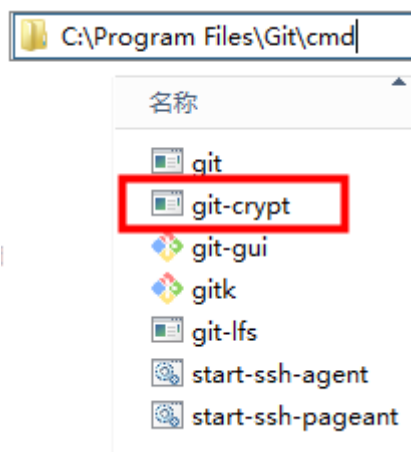 C:\Program Files\Git\cmd
名称
git
git-crypt
git-gui
gitk
git-lfs
start-ssh-agent
start-ssh-pageant